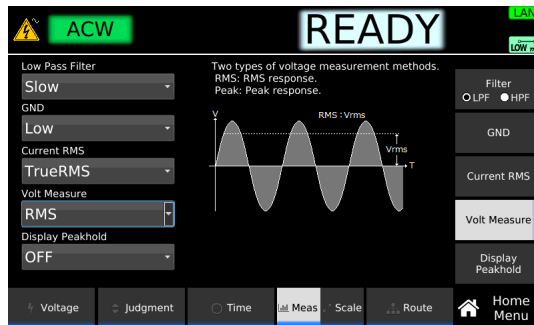 ACW
READY
LAN
LOW
Low Pass Filter
Slow
GND
Low
Current RMS
TrueRMS
Volt Measure
RMS
Display Peakhold
OFF
Two types of voltage measurement methods.
RMS: RMS response.
Peak: Peak response.
V
RMS : Vrms
Vrms
T
Filter
LPF HPF
GND
Current RMS
Volt Measure
Display
Peakhold
Voltage
Judgment
Time
Meas
Scale
Route
Home
Menu